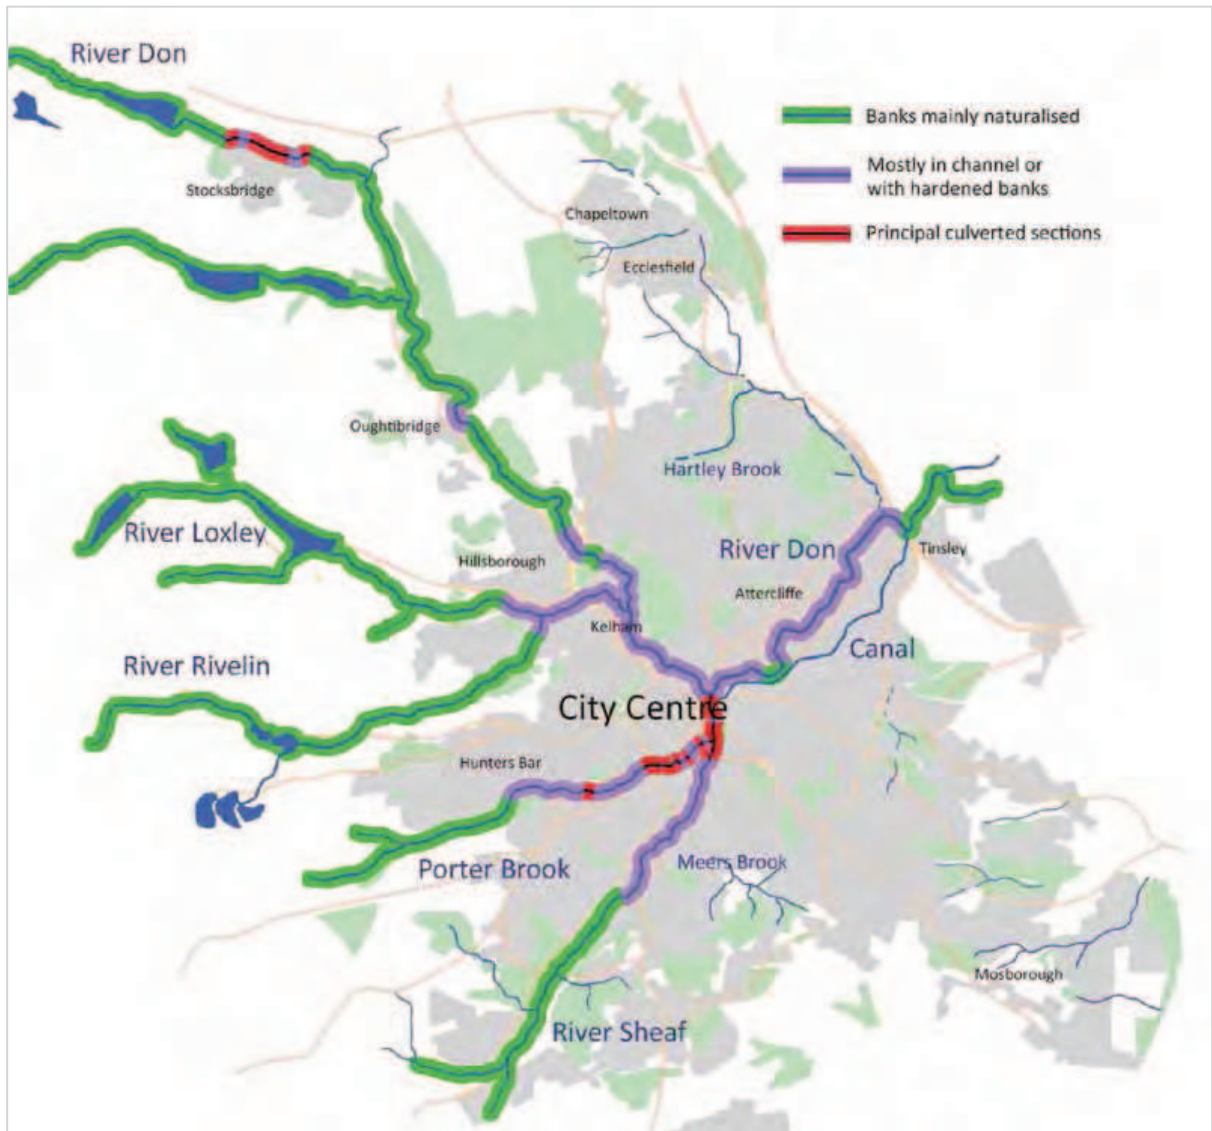 River Don
Banks mainly naturalised
Mostly in channel or
with hardened banks
Principal culverted sections
Stocksbridge
Chapeltown
Ecclesfield
Oughtibridge
Hartley Brook
River Loxley
River Don
Tinsley
Hillsborough
Attercliffe
Kelham
Canal
River Rivelin
City Centre
Hunters Bar
Porter Brook
Meers Brook
Mosborough
River Sheaf